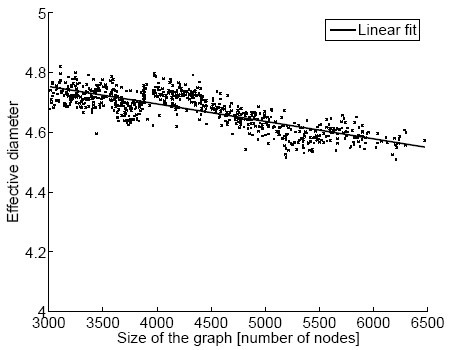 5
Linear fit
4.8
4.6
4.4
4.2
4
Effective diameter
3000 3500 4000 4500 5000 5500 6000 6500
Size of the graph [number of nodes]